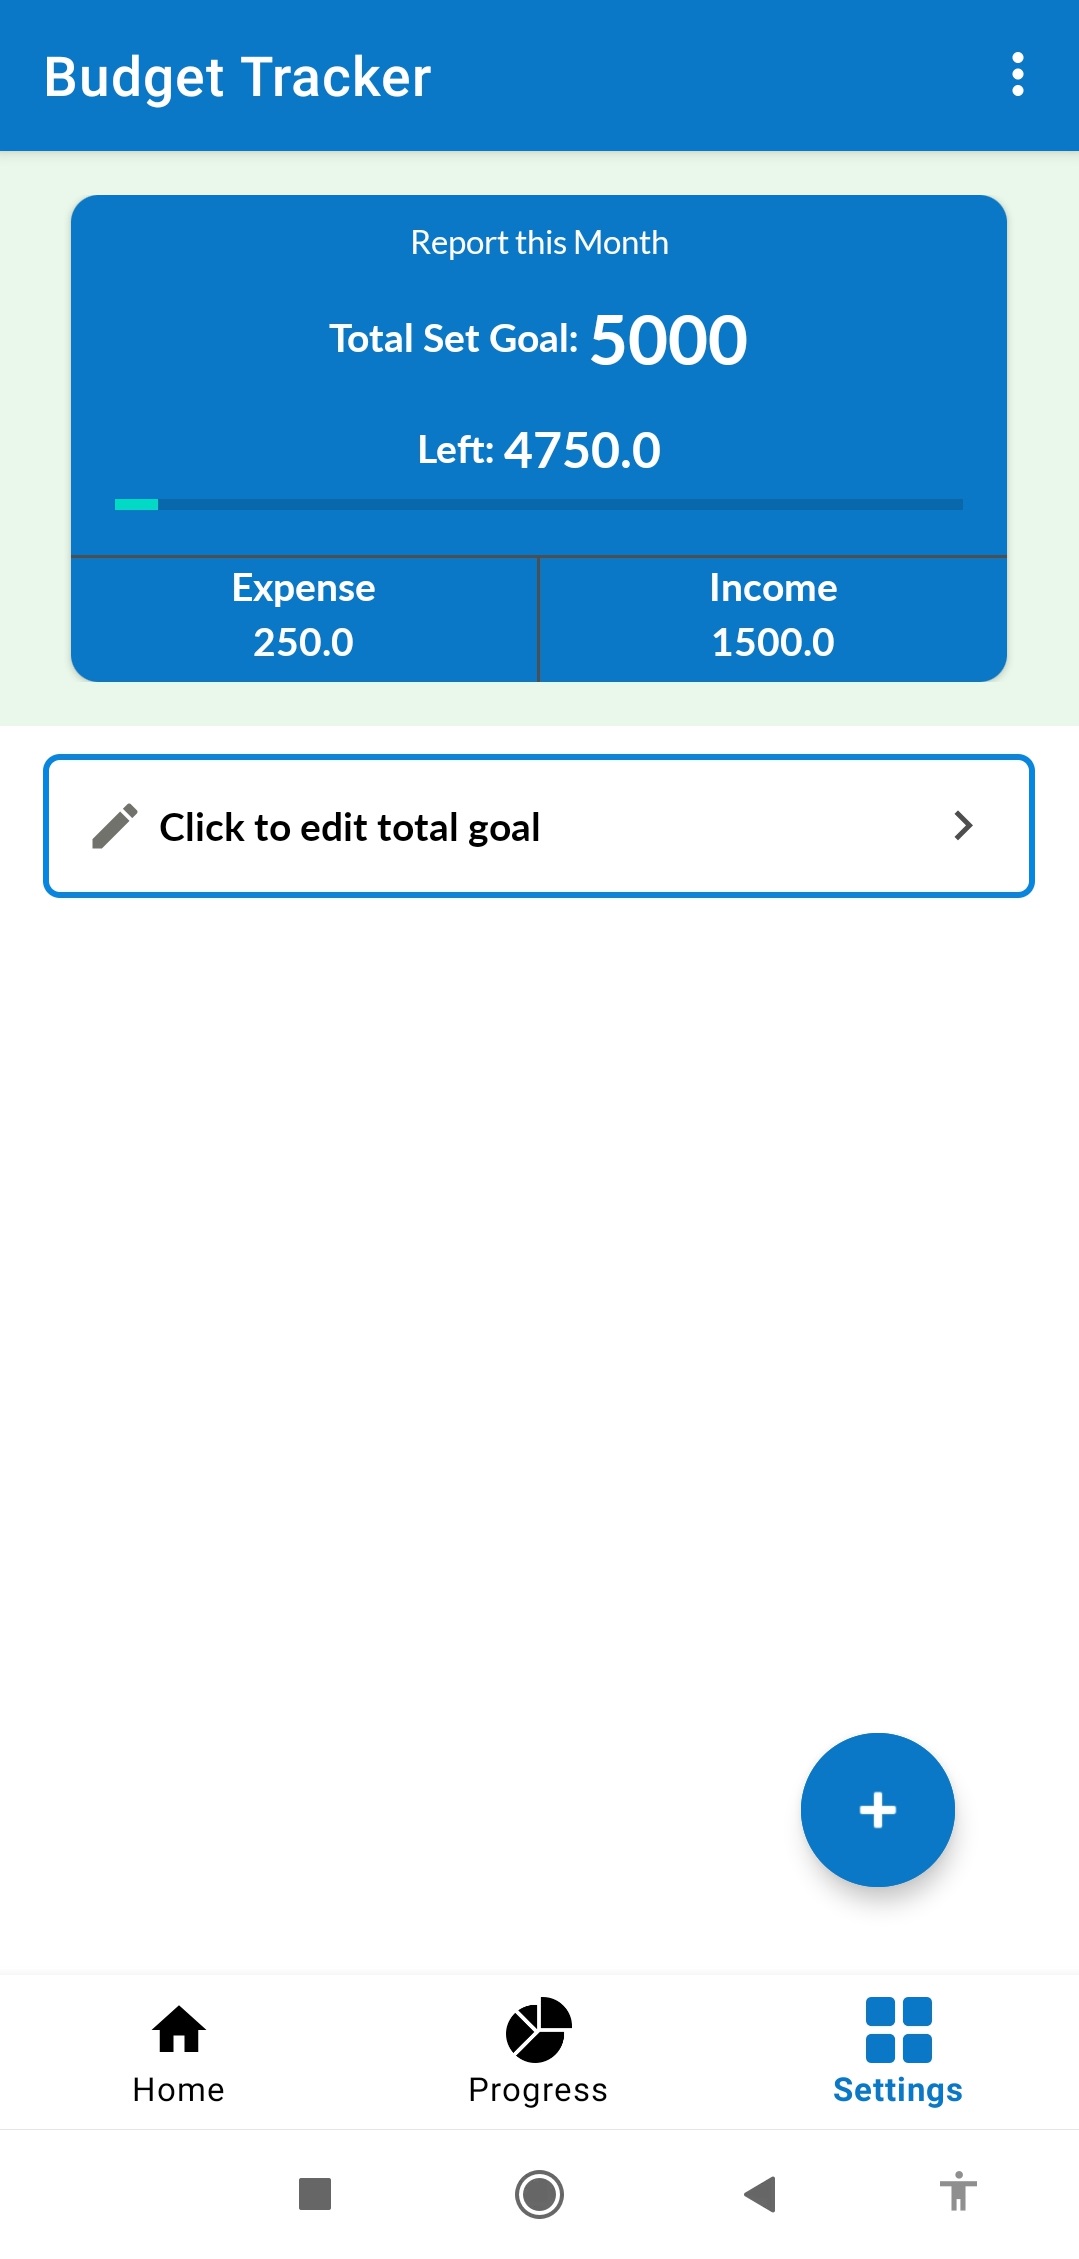 Budget Tracker
Report this Month
Total Set Goal: 5000
Left: 4750.0
Expense
Income
250.0
1500.0
Click to edit total goal
Home
Progress
Settings